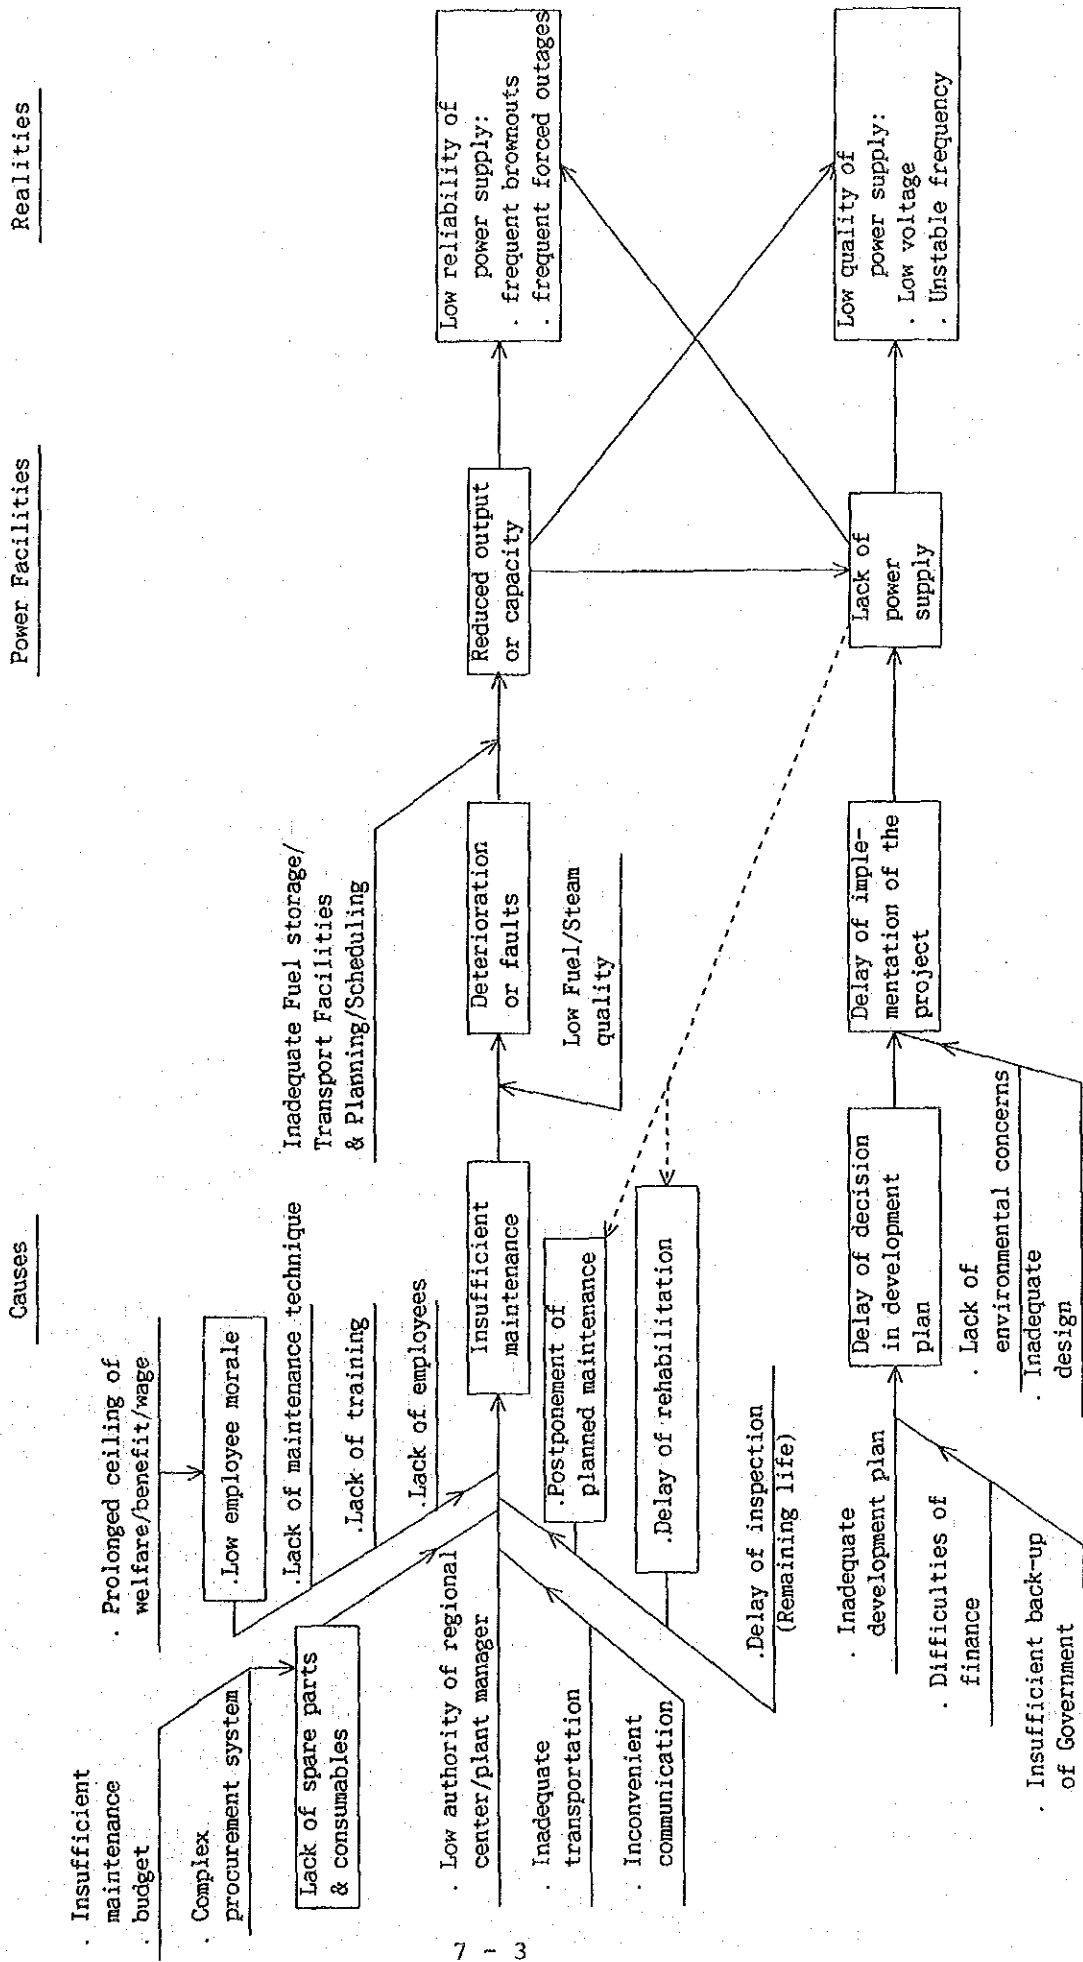 Causes
Power Facilities
Realities
. Insufficient
maintenance
budget
. Complex
procurement system
Lack of spare parts
& consumables
. Prolonged ceiling of
welfare/benefit/wage
.Low employee morale
.Lack of maintenance technique
.Lack of training
.Lack of employees
. Low authority of regional
center/plant manager
. Inadequate
transportation
. Inconvenient
communication
Insufficient
maintenance
.Postponement of
planned maintenance
.Delay of rehabilitation
.Delay of inspection
(Remaining life)
Inadequate Fuel storage/
Transport Facilities
& Planning/Scheduling
Deterioration
or faults
Low Fuel/Steam
quality
Reduced output
or capacity
Low reliability of
power supply:
. frequent brownouts
. frequent forced outages
. Inadequate
development plan
. Difficulties of
finance
. Insufficient back-up
of Government
Delay of decision
in development
plan
. Lack of
environmental concerns
. Inadequate
design
Delay of imple-
mentation of the
project
Lack of
power
supply
Low quality of
power supply:
. Low voltage
. Unstable frequency
7 - 3